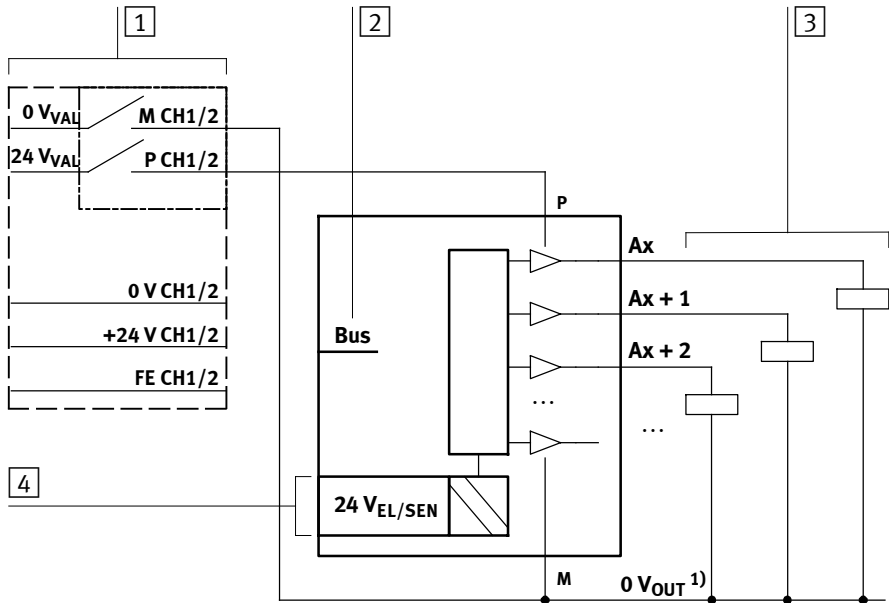 1
2
3
0 VVAL
M CH1/2
24 VVAL
P CH1/2
P
Ax
0 V CH1/2
Ax + 1
+24 V CH1/2
Bus
Ax + 2
FE CH1/2
...
...
4
24 VEL/SEN
M
0 VOUT 1)